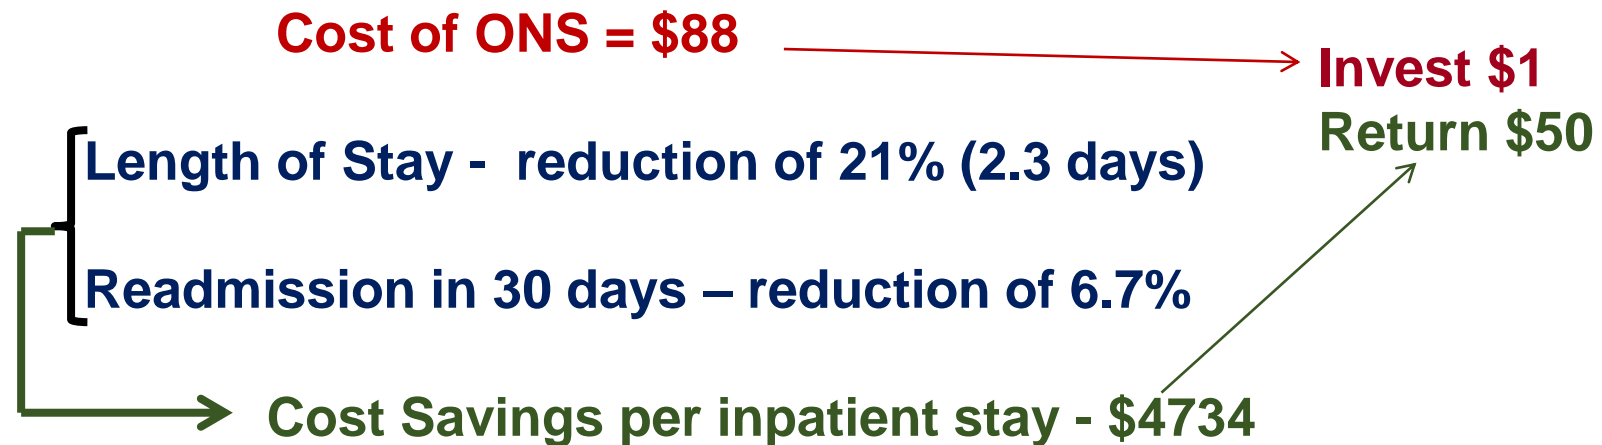 Cost of ONS = $88
Invest $1
Return $50
Length of Stay - reduction of 21% (2.3 days)
Readmission in 30 days – reduction of 6.7%
Cost Savings per inpatient stay - $4734